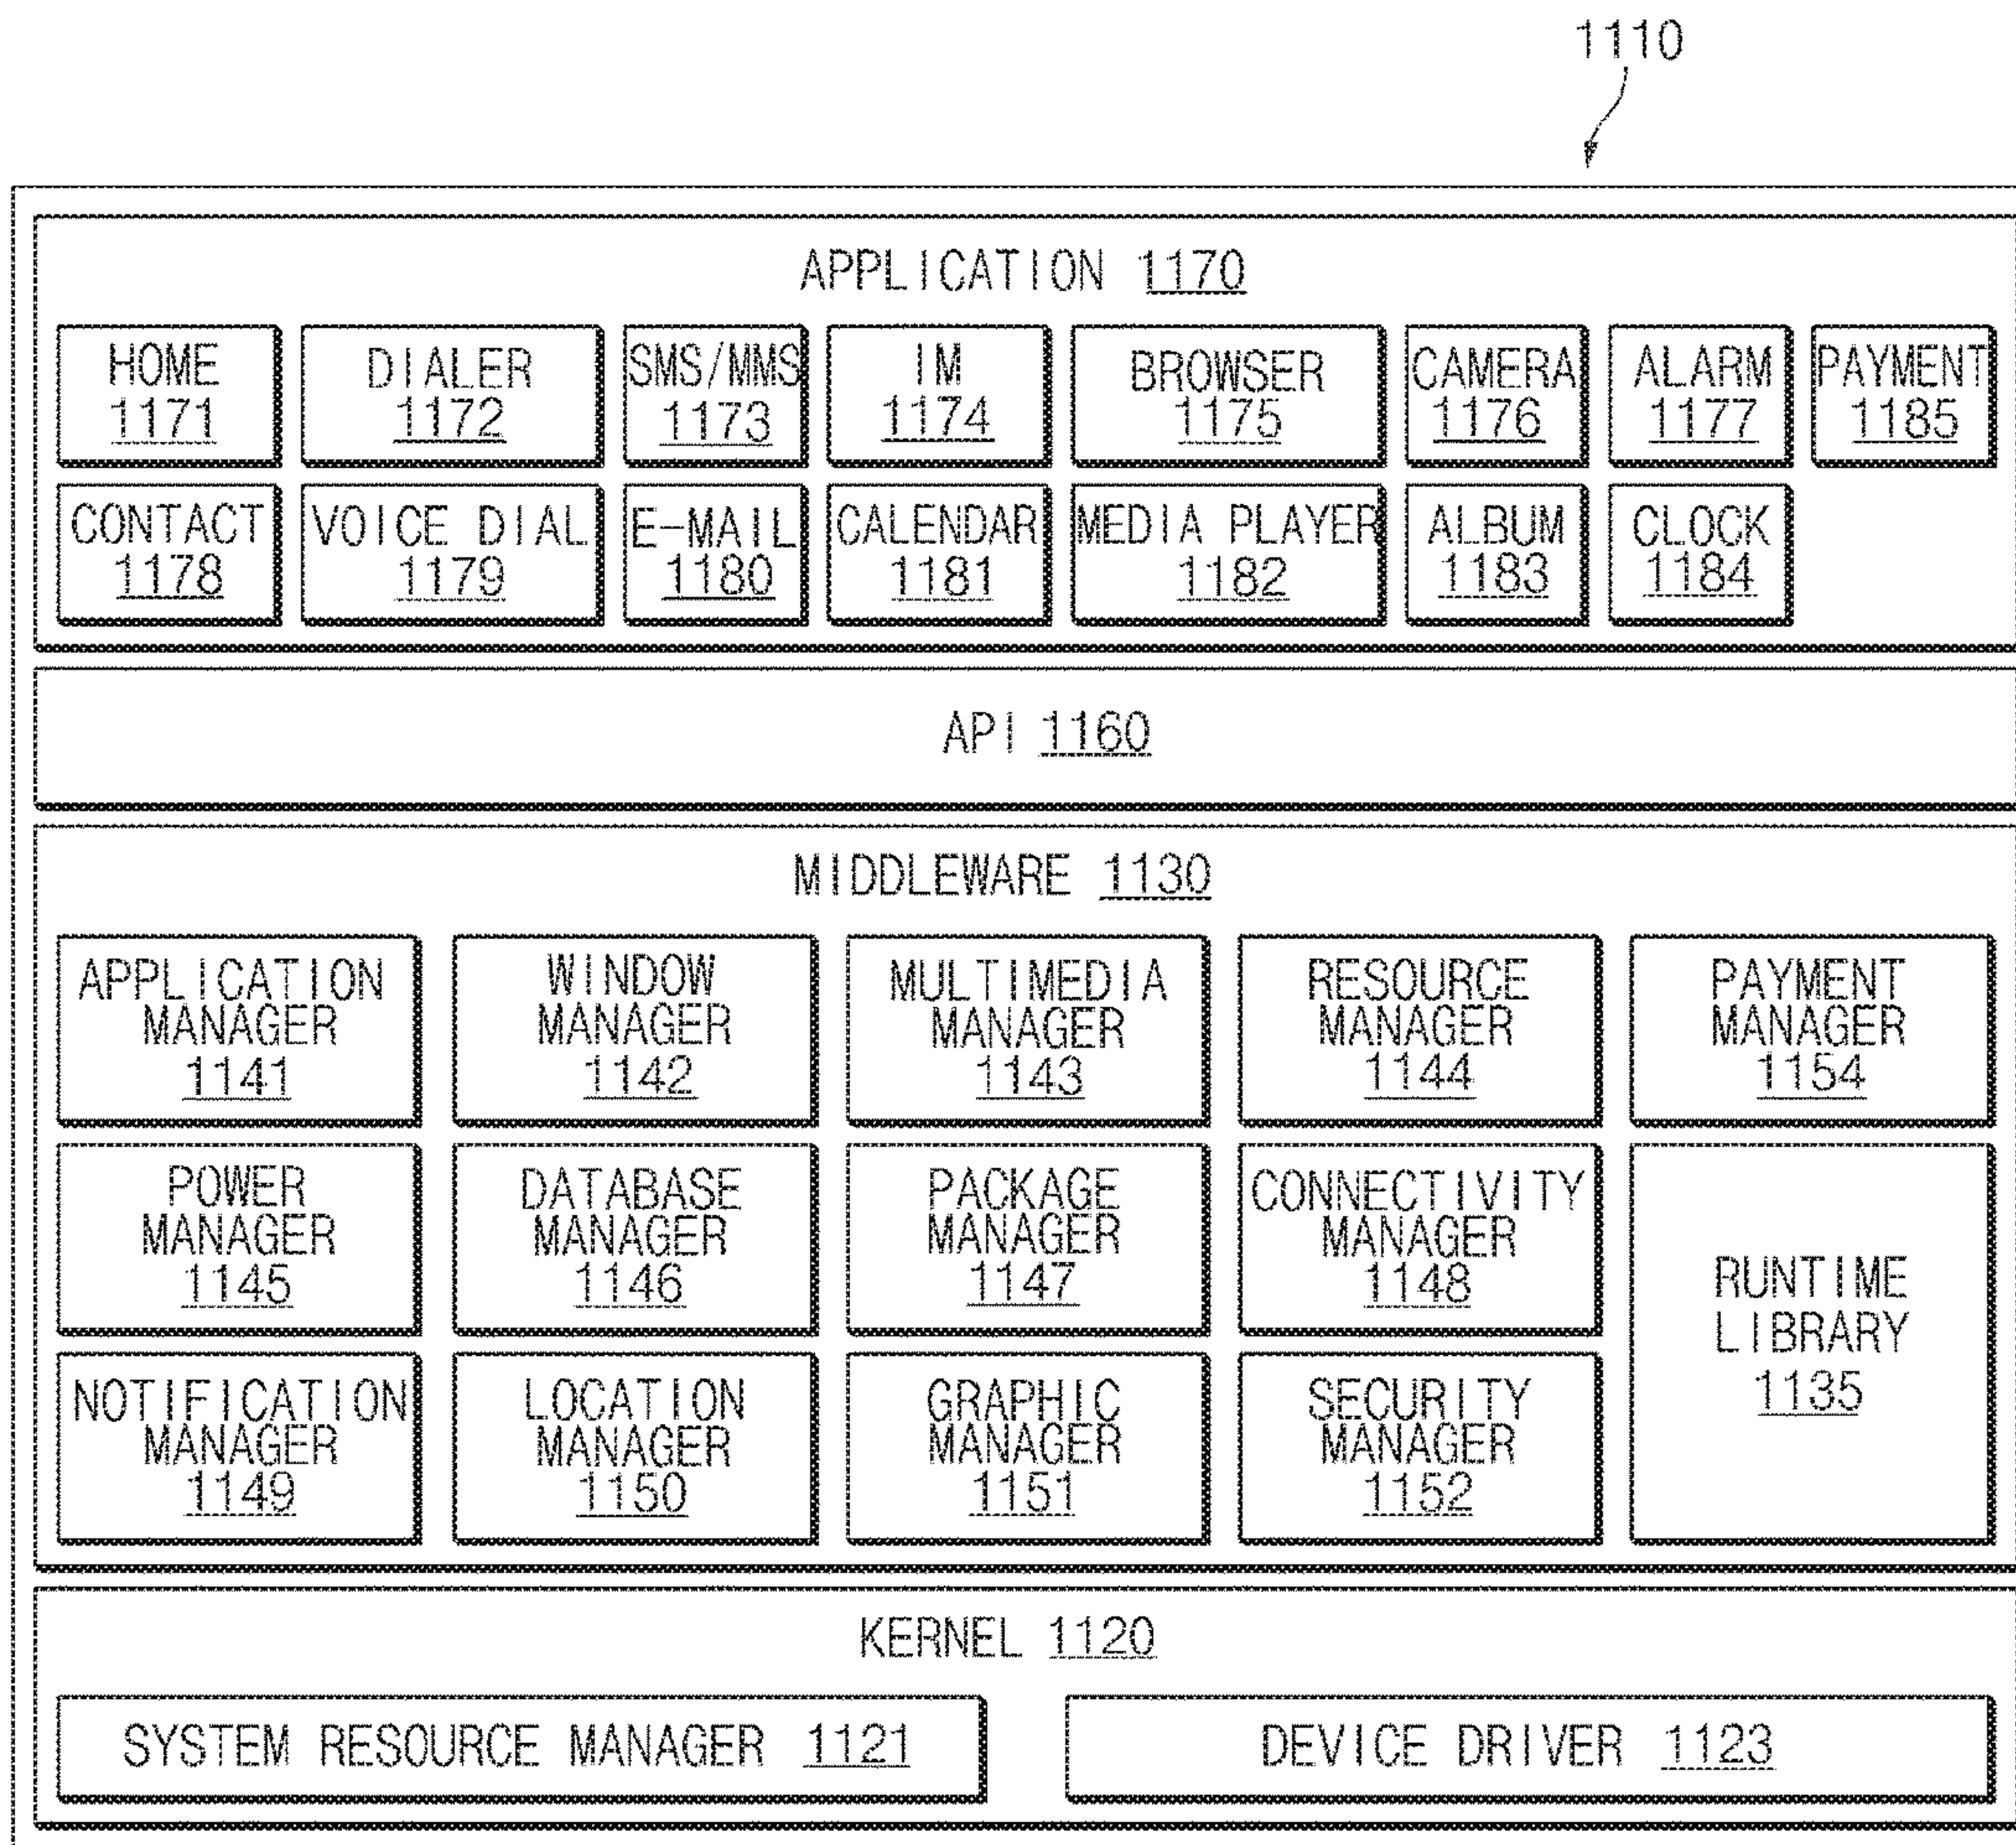 1110
APPLICATION 1170
HOME
1171
DIALER
1172
SMS/MMS
1173
IM
1174
BROWSER
1175
CAMERA
1176
ALARM
1177
PAYMENT
1185
CONTACT
1178
VOICE DIAL
1179
E-MAIL
1180
CALENDAR
1181
MEDIA PLAYER
1182
ALBUM
1183
CLOCK
1184
API 1160
MIDDLEWARE 1130
APPLICATION
MANAGER
1141
WINDOW
MANAGER
1142
MULTIMEDIA
MANAGER
1143
RESOURCE
MANAGER
1144
PAYMENT
MANAGER
1154
POWER
MANAGER
1145
DATABASE
MANAGER
1146
PACKAGE
MANAGER
1147
CONNECTIVITY
MANAGER
1148
RUNTIME
LIBRARY
1135
NOTIFICATION
MANAGER
1149
LOCATION
MANAGER
1150
GRAPHIC
MANAGER
1151
SECURITY
MANAGER
1152
KERNEL 1120
SYSTEM RESOURCE MANAGER 1121
DEVICE DRIVER 1123